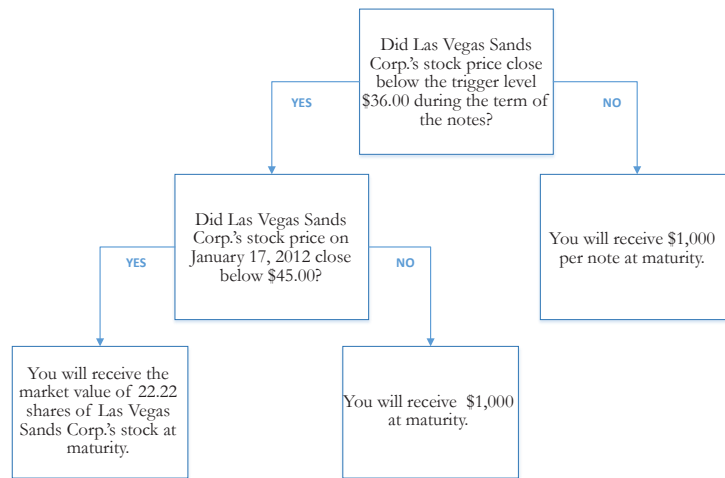 Did Las Vegas Sands
Corp.'s stock price close
below the trigger level
$36.00 during the term of
the notes?
YES
NO
Did Las Vegas Sands
Corp.'s stock price on
January 17, 2012 close
below $45.00?
You will receive $1,000
per note at maturity.
YES
NO
You will receive the
market value of 22.22
shares of Las Vegas
Sands Corp.'s stock at
maturity.
You will receive $1,000
at maturity.